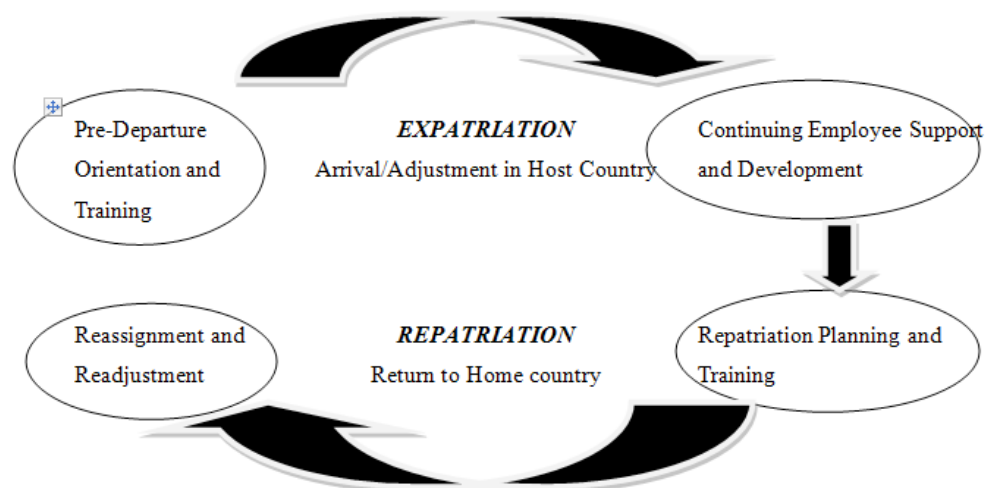 Pre-Departure
Orientation and
Training
EXPATRIATION
Arrival/Adjustment in Host Country
Continuing Employee Support
and Development
Reassignment and
Readjustment
REPATRIATION
Return to Home country
Repatriation Planning and
Training